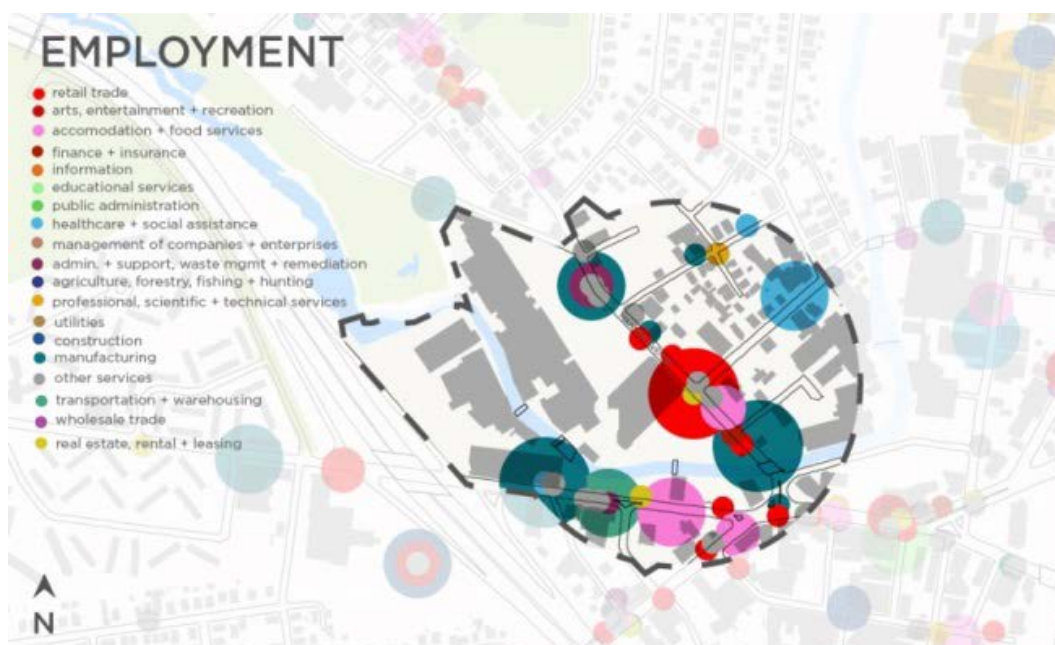 EMPLOYMENT
retail trade
arts, entertainment + recreation
accomodation + food services
finance + insurance
information
educational services
public administration
healthcare + social assistance
management of companies + enterprises
admin. + support, waste mgmt + remediation
agriculture, forestry, fishing + hunting
professional, scientific + technical services
utilities
construction
manufacturing
other services
transportation + warehousing
wholesale trade
real estate, rental + leasing
N